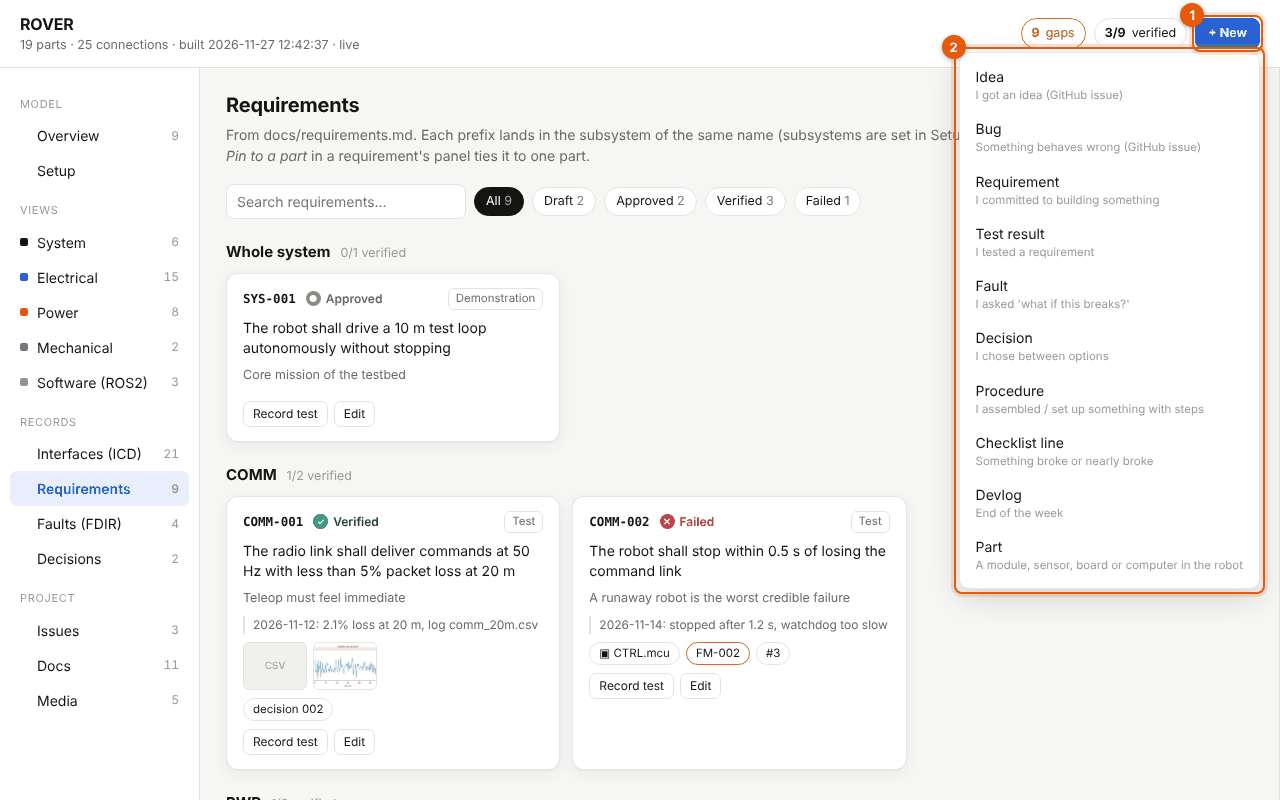 ROVER
19 parts · 25 connections · built 2026-11-27 12:42:37 · live
9 gaps
3/9 verified
1
+ New
2
MODEL
Overview 9
Setup
VIEWS
System 6
Electrical 15
Power 8
Mechanical 2
Software (ROS2) 3
RECORDS
Interfaces (ICD) 21
Requirements 9
Faults (FDIR) 4
Decisions 2
PROJECT
Issues 3
Docs 11
Media 5
Requirements
From docs/requirements.md. Each prefix lands in the subsystem of the same name (subsystems are set in Setu
Pin to a part in a requirement's panel ties it to one part.
Search requirements...
All 9
Draft 2
Approved 2
Verified 3
Failed 1
Whole system 0/1 verified
SYS-001 Approved Demonstration
The robot shall drive a 10 m test loop
autonomously without stopping
Core mission of the testbed
Record test Edit
COMM 1/2 verified
COMM-001 Verified Test
The radio link shall deliver commands at 50
Hz with less than 5% packet loss at 20 m
Teleop must feel immediate
2026-11-12: 2.1% loss at 20 m, log comm_20m.csv
CSV
decision 002
Record test Edit
COMM-002 Failed Test
The robot shall stop within 0.5 s of losing the
command link
A runaway robot is the worst credible failure
2026-11-14: stopped after 1.2 s, watchdog too slow
▣ CTRL.mcu FM-002 #3
Record test Edit
Idea
I got an idea (GitHub issue)
Bug
Something behaves wrong (GitHub issue)
Requirement
I committed to building something
Test result
I tested a requirement
Fault
I asked 'what if this breaks?'
Decision
I chose between options
Procedure
I assembled / set up something with steps
Checklist line
Something broke or nearly broke
Devlog
End of the week
Part
A module, sensor, board or computer in the robot